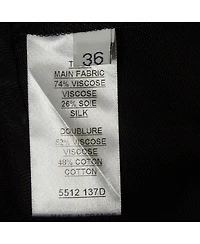 36
MAIN FABRIC
74% VISCOSE
VISCOSE
26% SOIE
SILK
DOUBLURE
52% VISCOSE
VISCOSE
48% COTON
COTTON
5512 137D